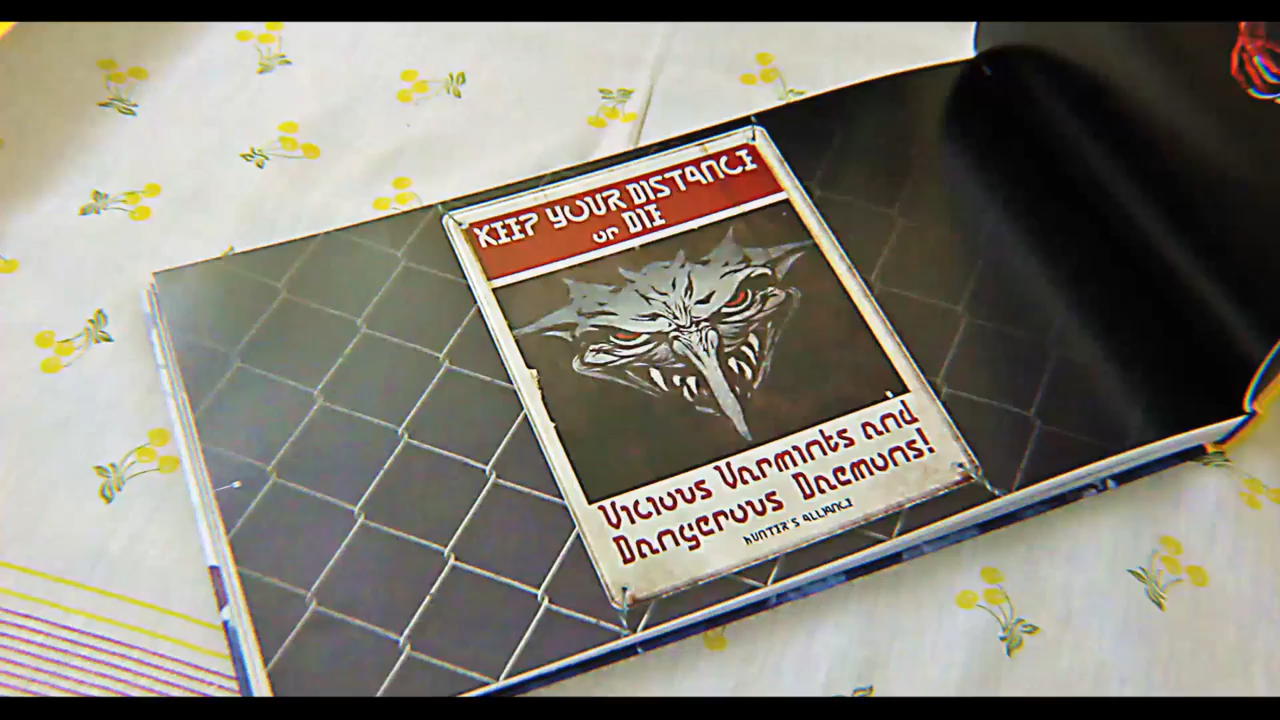 KEEP YOUR DISTANCE
or DIE
Vicious Varmints and
Dangerous Daemons!
HUNTER'S ALLIANCE